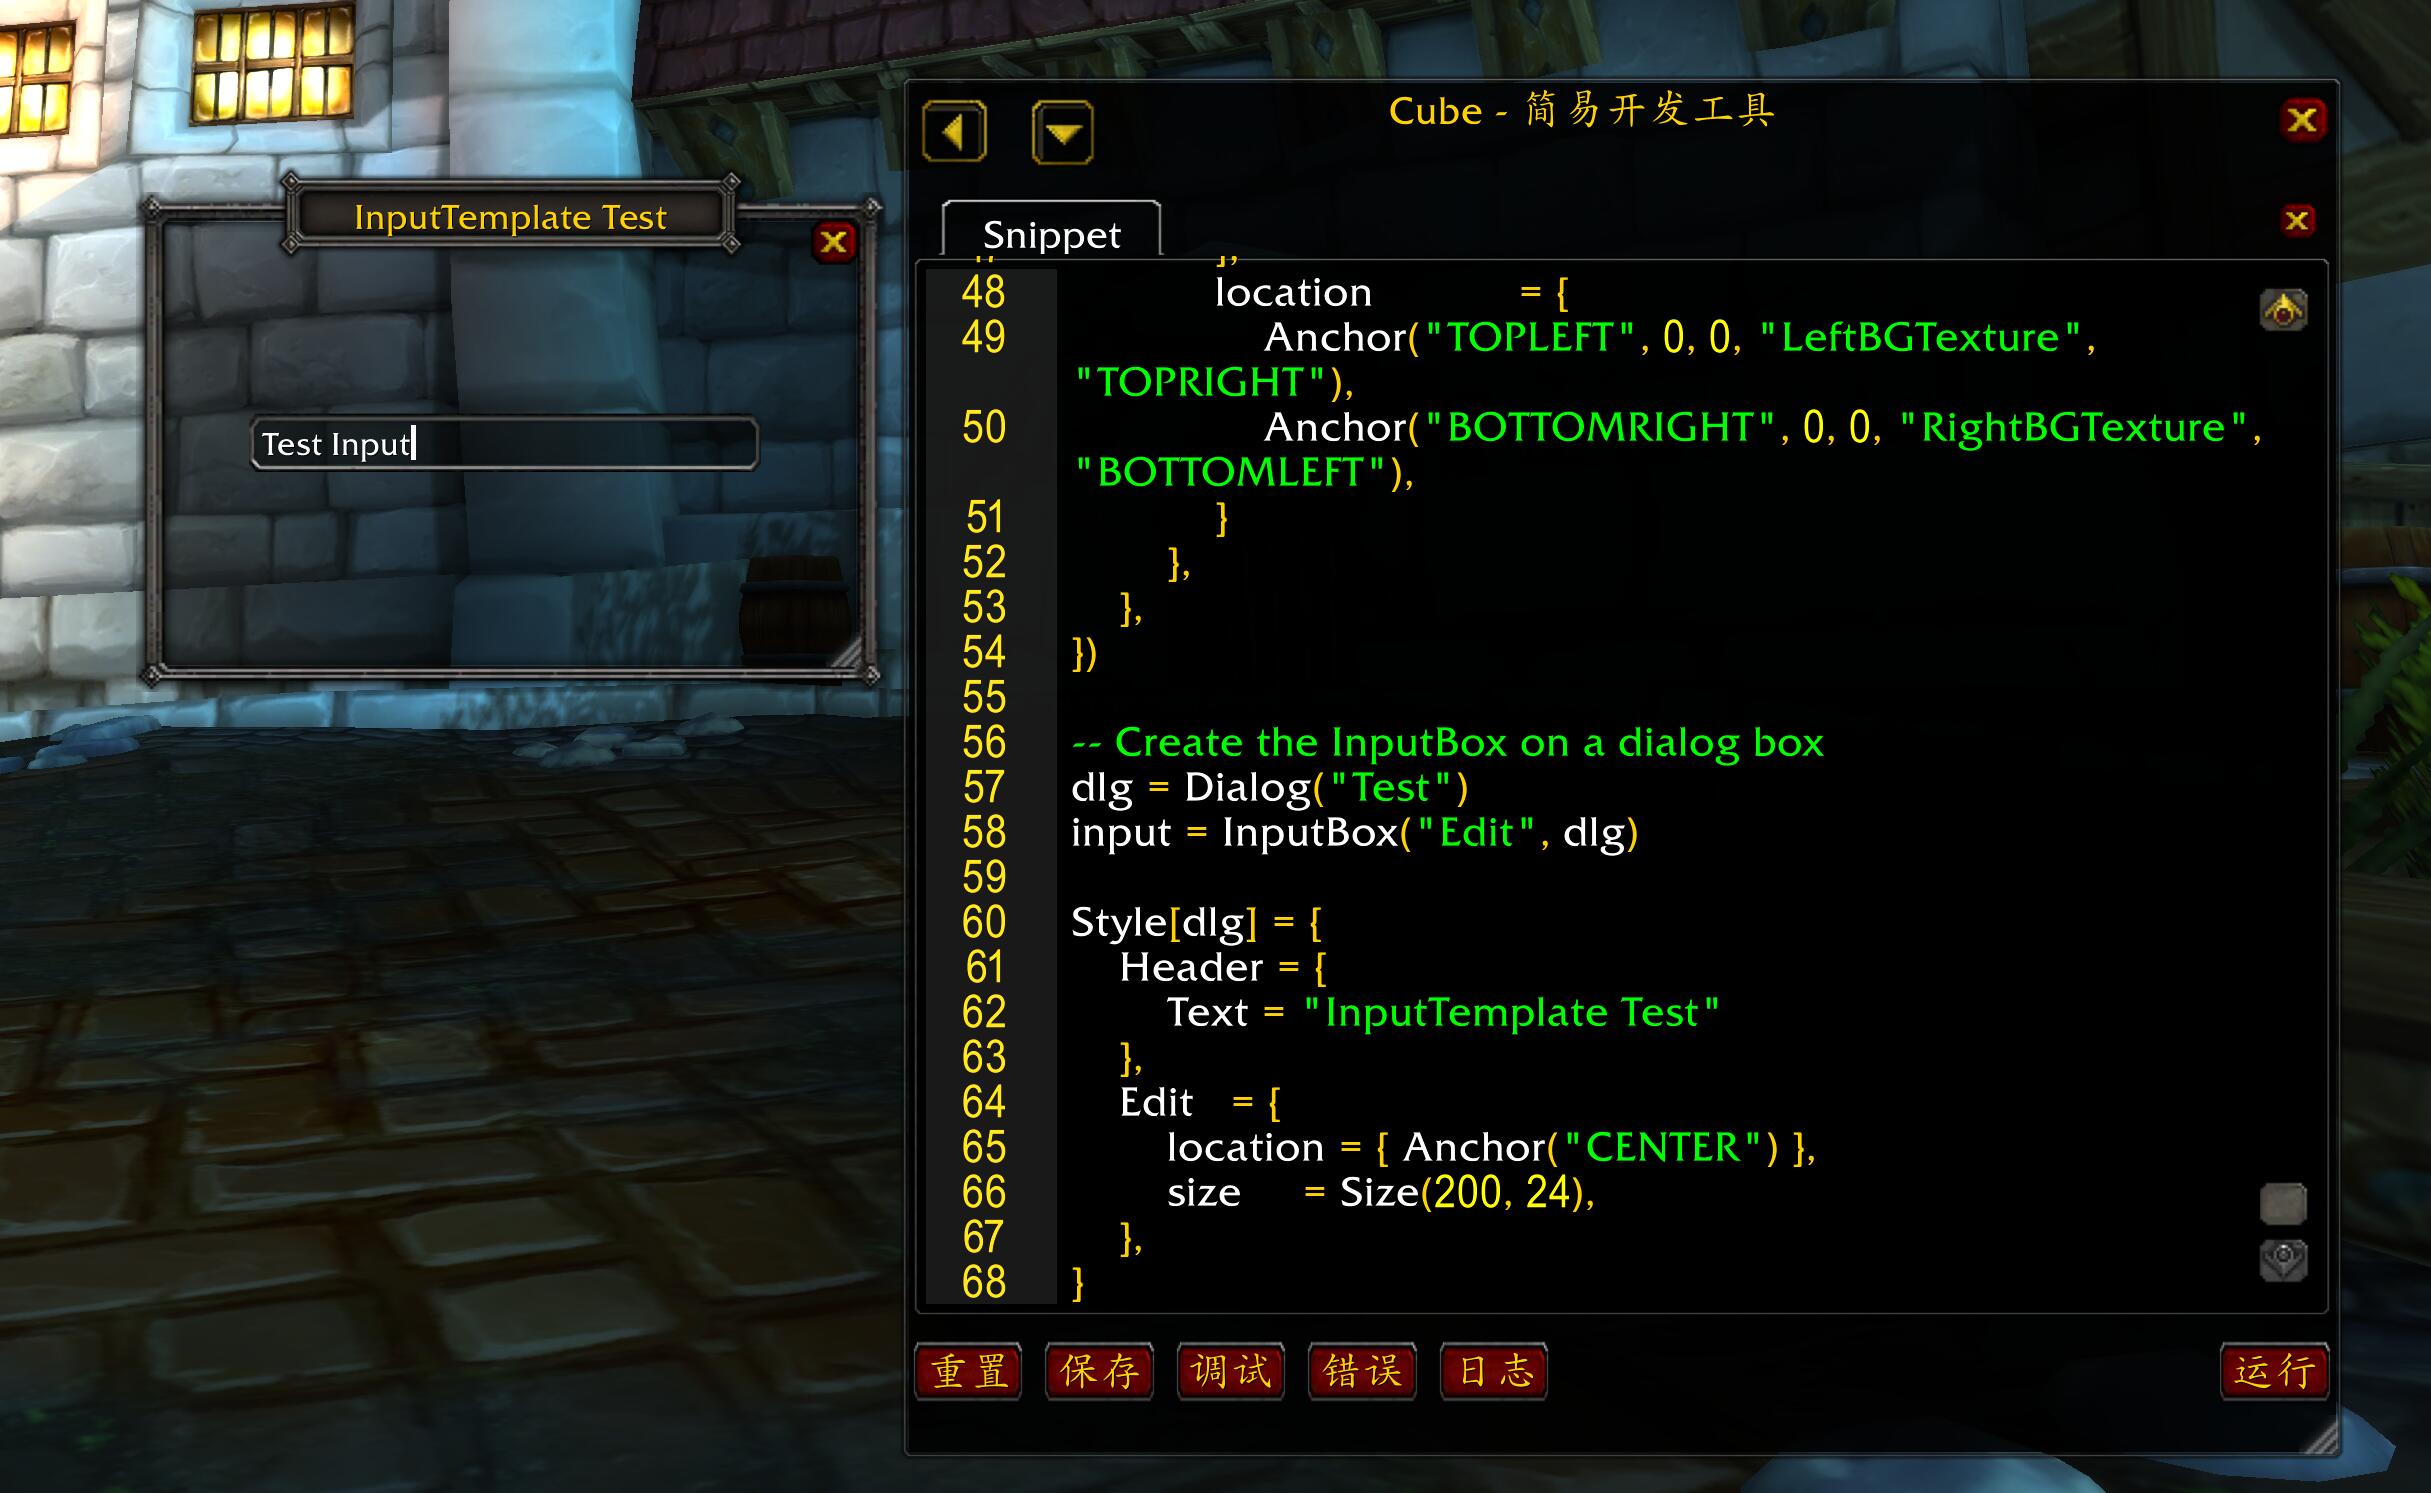 InputTemplate Test
Test Input
Cube - 简易开发工具
Snippet
},
48 location = {
49 Anchor("TOPLEFT", 0, 0, "LeftBGTexture",
"TOPRIGHT"),
50 Anchor("BOTTOMRIGHT", 0, 0, "RightBGTexture",
"BOTTOMLEFT"),
51 }
52 },
53 },
54 })
55
56 -- Create the InputBox on a dialog box
57 dlg = Dialog("Test")
58 input = InputBox("Edit", dlg)
59
60 Style[dlg] = {
61 Header = {
62 Text = "InputTemplate Test"
63 },
64 Edit = {
65 location = { Anchor("CENTER") },
66 size = Size(200, 24),
67 },
68 }
重置 保存 调试 错误 日志 运行